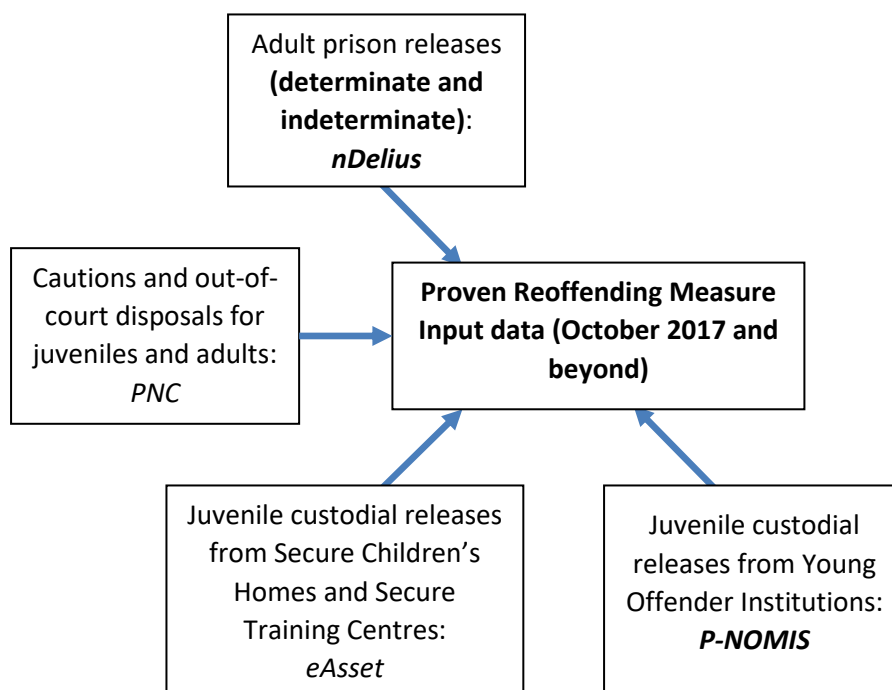 Adult prison releases
(determinate and
indeterminate):
nDelius
Cautions and out-of-
court disposals for
juveniles and adults:
PNC
Proven Reoffending Measure
Input data (October 2017 and
beyond)
Juvenile custodial releases
from Secure Children’s
Homes and Secure
Training Centres:
eAsset
Juvenile custodial
releases from Young
Offender Institutions:
P-NOMIS